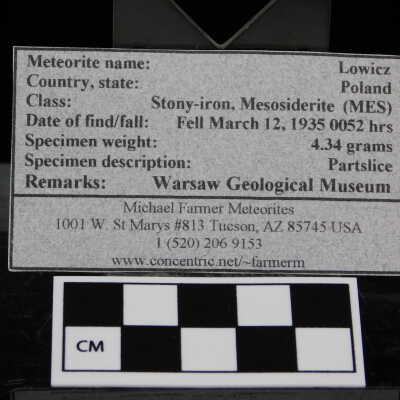 Meteorite name: Lowicz
Country, state: Poland
Class: Stony-iron. Mesosiderite (MES)
Date of find/fall: Fell March 12, 1935 0052 hrs
Specimen weight: 4.34 grams
Specimen description: Partslice
Remarks: Warsaw Geological Museum
Michael Farmer Meteorites
1001 W. St Marys #813 Tucson, AZ 85745 USA
1 (520) 206 9153
www.concentric.net/~farmerm
CM